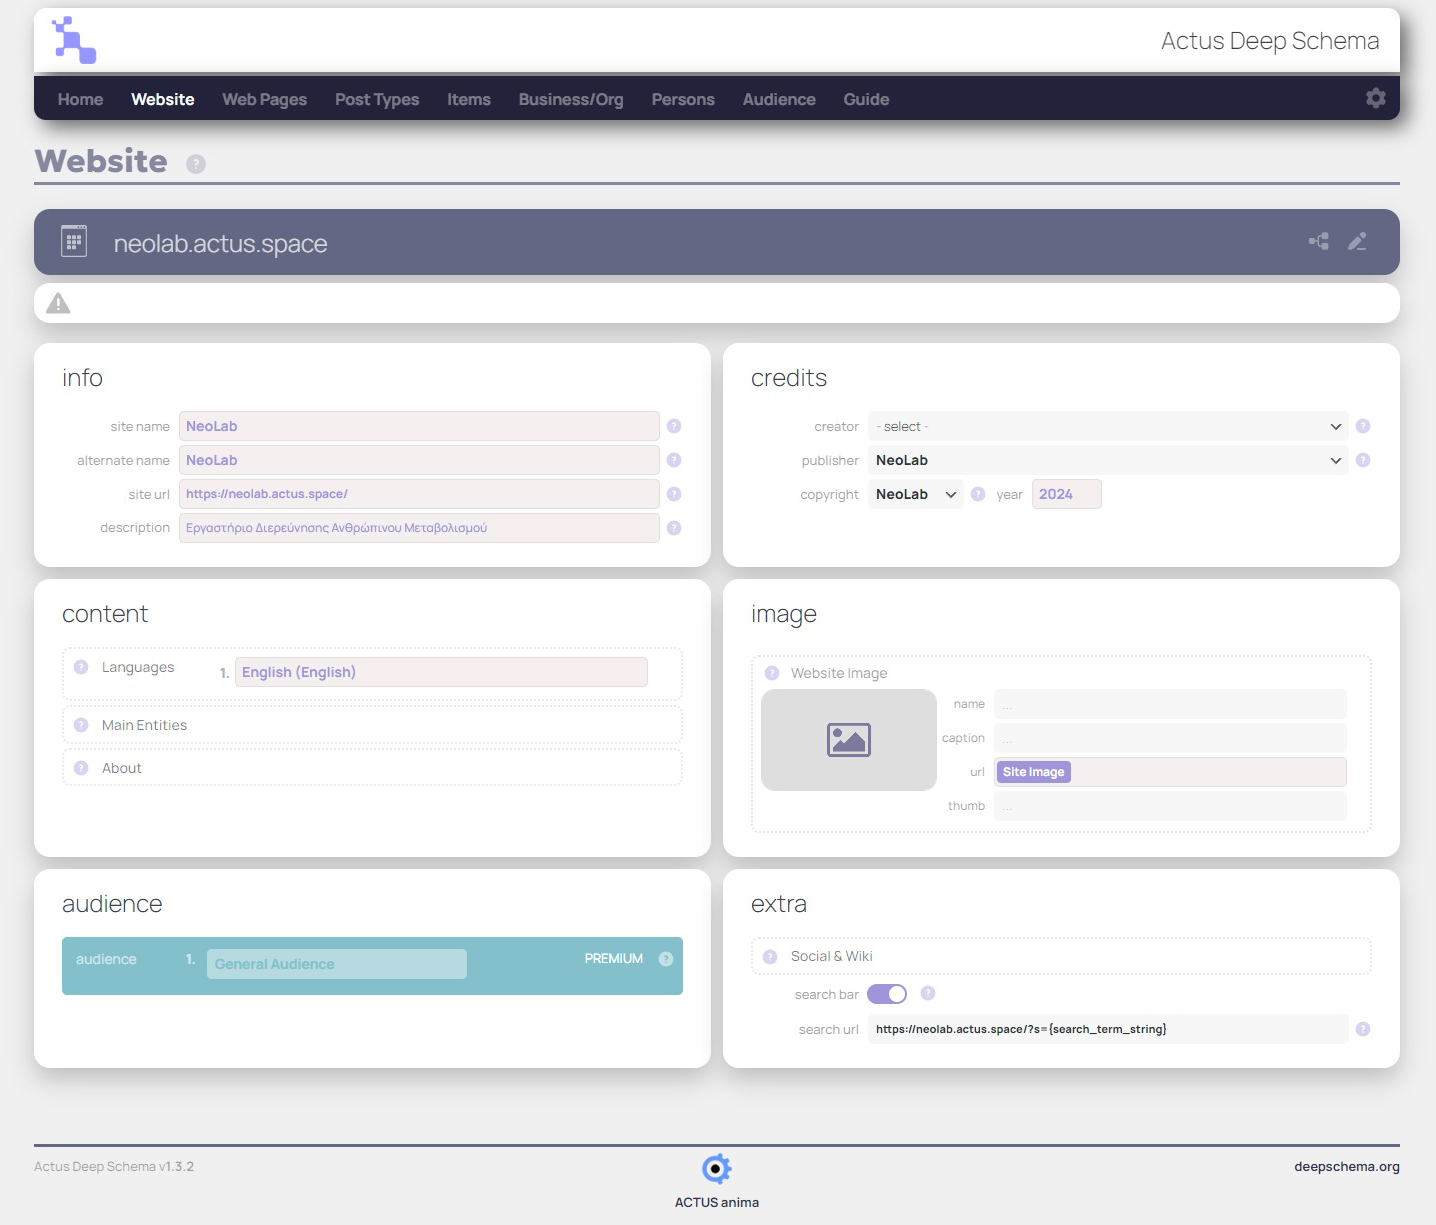 Actus Deep Schema
Home Website Web Pages Post Types Items Business/Org Persons Audience Guide
Website ?
neolab.actus.space
info
site name NeoLab ?
alternate name NeoLab ?
site url https://neolab.actus.space/ ?
description Εργαστήριο Διερεύνησης Ανθρώπινου Μεταβολισμού ?
credits
creator - select - ?
publisher NeoLab ?
copyright NeoLab ? year 2024
content
? Languages 1. English (English)
? Main Entities
? About
image
? Website Image
name ...
caption ...
url Site Image
thumb ...
audience
audience 1. General Audience PREMIUM ?
extra
? Social & Wiki
search bar ?
search url https://neolab.actus.space/?s={search_term_string} ?
Actus Deep Schema v1.3.2
ACTUS anima
deepschema.org